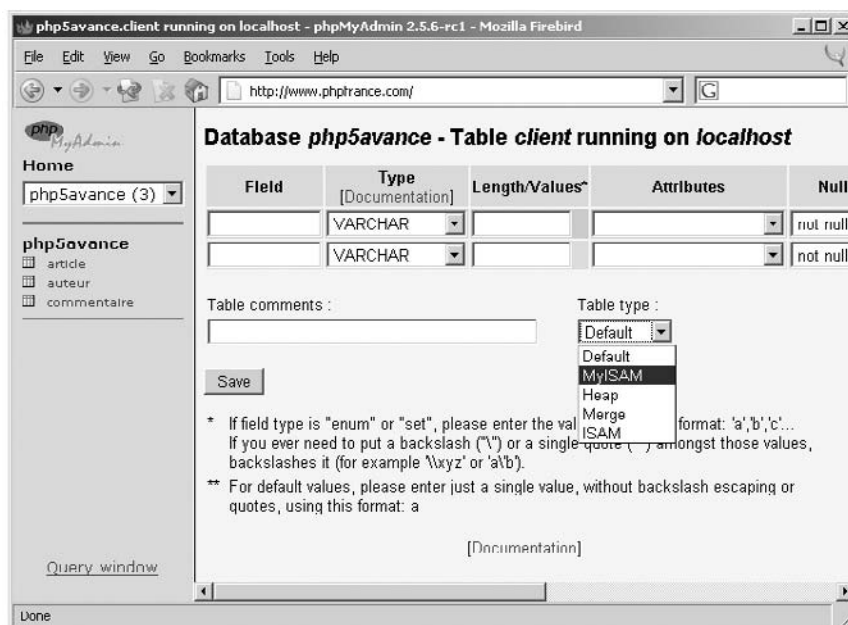 php5avance.client running on localhost - phpMyAdmin 2.5.6-rc1 - Mozilla Firebird
File Edit View Go Bookmarks Tools Help
http://www.phpfrance.com/
G
php
MyAdmin
Home
php5avance (3)
php5avance
article
auteur
commentaire
Query window
Database php5avance - Table client running on localhost
Field Type Length/Values* Attributes Null
[Documentation]
VARCHAR not null
VARCHAR not null
Table comments : Table type :
Default
Default
MyISAM
Heap
Merge
ISAM
Save
* If field type is "enum" or "set", please enter the val format: 'a','b','c'...
If you ever need to put a backslash ("\") or a single quote (" ") amongst those values,
backslashes it (for example '\\xyz' or 'a\'b').
** For default values, please enter just a single value, without backslash escaping or
quotes, using this format: a
[Documentation]
Done